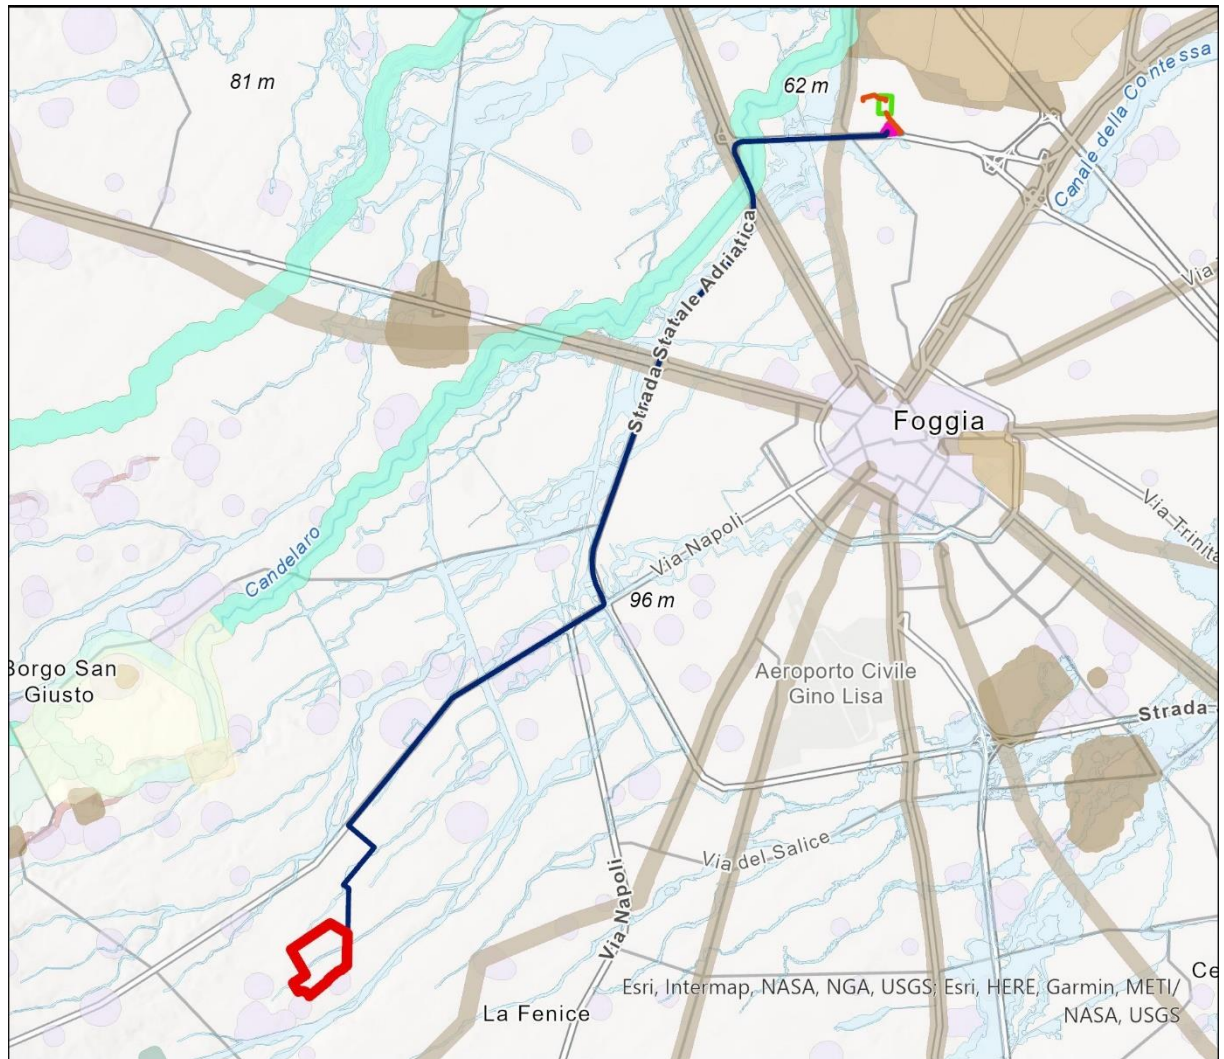 81 m
62 m
Canale della Contessa
Strada Statale Adriatica
Via
Foggia
Via Trinita
Via Napoli
Candelaro
96 m
Borgo San
Giusto
Aeroporto Civile
Gino Lisa
Strada
Via del Salice
Via Napoli
Ce
Esri, Intermap, NASA, NGA, USGS; Esri, HERE, Garmin, METI/
NASA, USGS
La Fenice